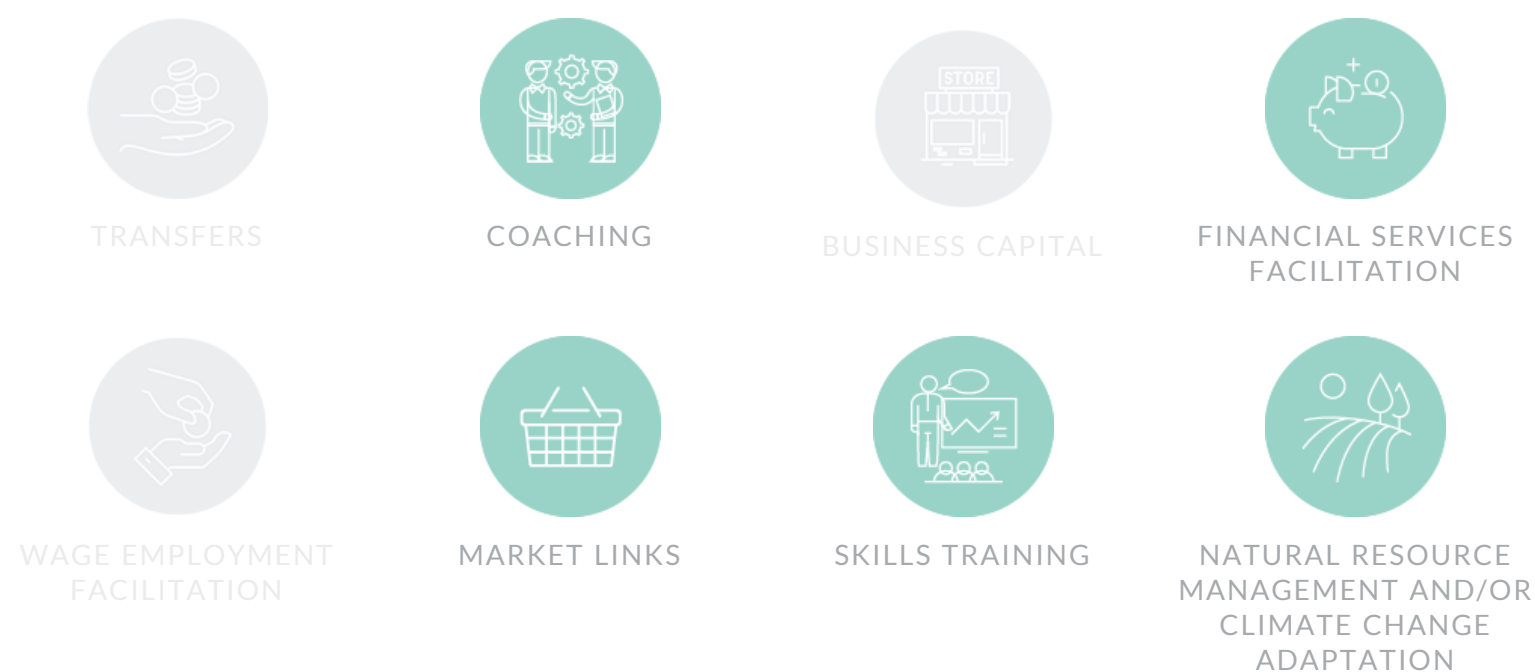 STORE
TRANSFERS
COACHING
BUSINESS CAPITAL
FINANCIAL SERVICES
FACILITATION
WAGE EMPLOYMENT
FACILITATION
MARKET LINKS
SKILLS TRAINING
NATURAL RESOURCE
MANAGEMENT AND/OR
CLIMATE CHANGE
ADAPTATION